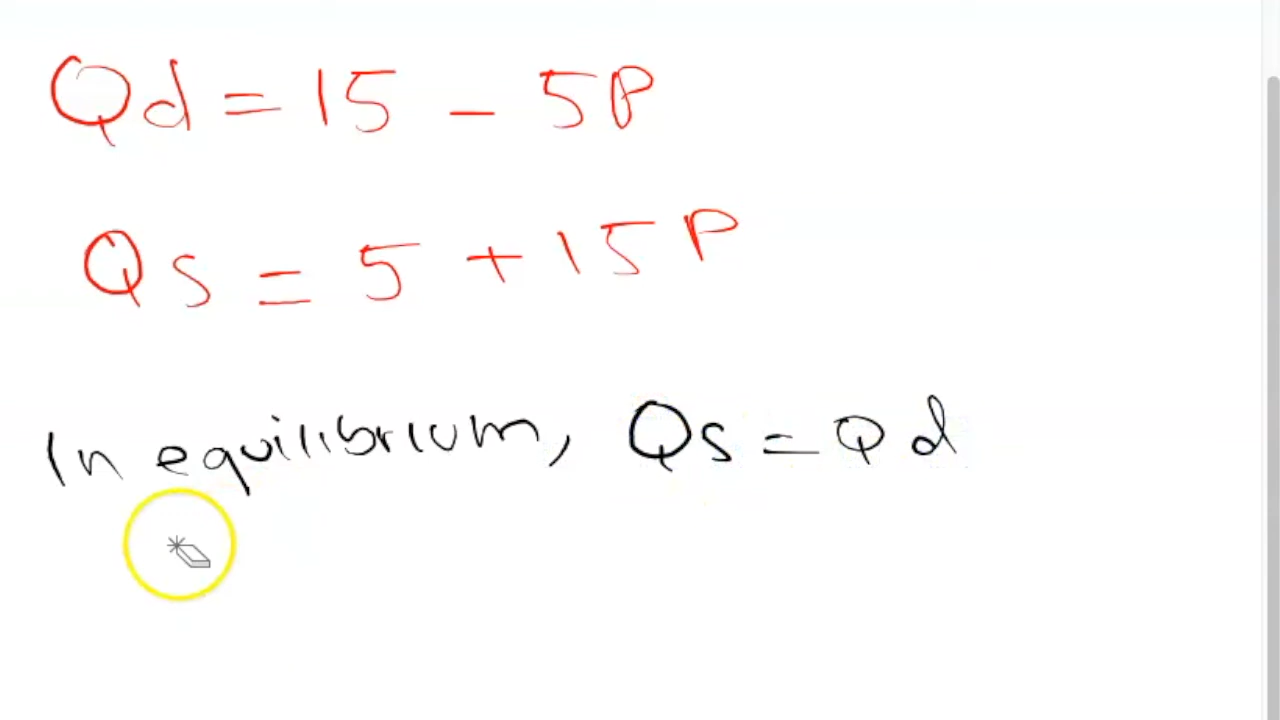 Qd = 15 - 5P
Qs = 5 + 15P
In equilibrium, Qs = Qd